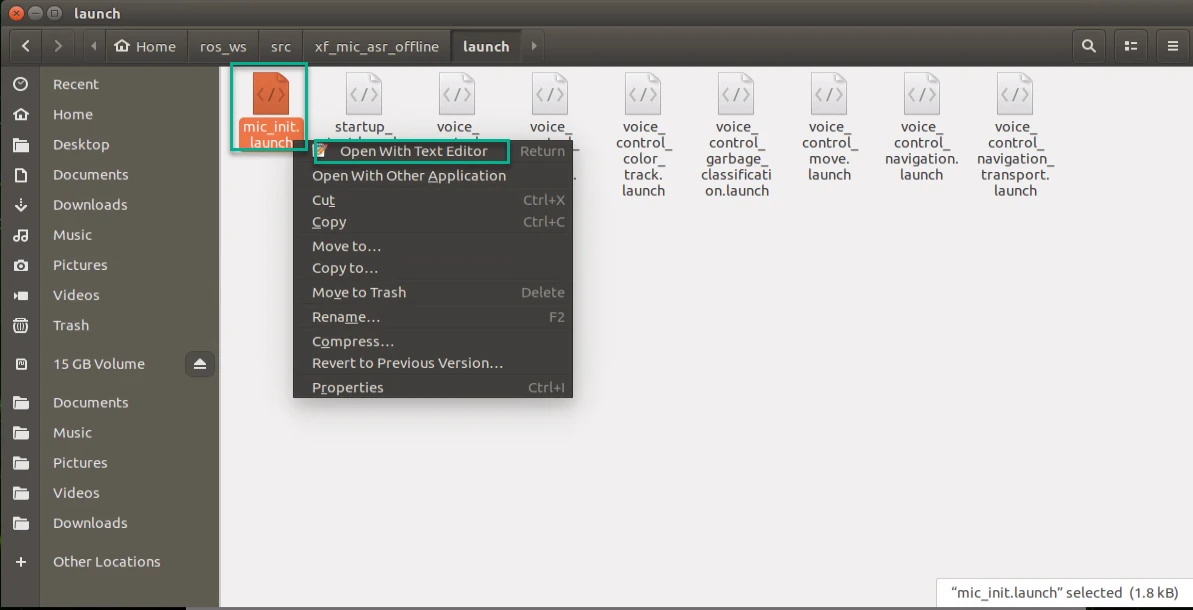 launch
Home ros_ws src xf_mic_asr_offline launch
Recent
Home
Desktop
Documents
Downloads
Music
Pictures
Videos
Trash
15 GB Volume
Documents
Music
Pictures
Videos
Downloads
Other Locations
mic_init.
launch
startup_
voice_
voice_
voice_
control_
color_
track.
launch
voice_
control_
garbage_
classificati
on.launch
voice_
control_
move.
launch
voice_
control_
navigation.
launch
voice_
control_
navigation_
transport.
launch
Open With Text Editor Return
Open With Other Application
Cut Ctrl+X
Copy Ctrl+C
Move to…
Copy to…
Move to Trash Delete
Rename… F2
Compress…
Revert to Previous Version…
Properties Ctrl+I
“mic_init.launch” selected (1.8 kB)